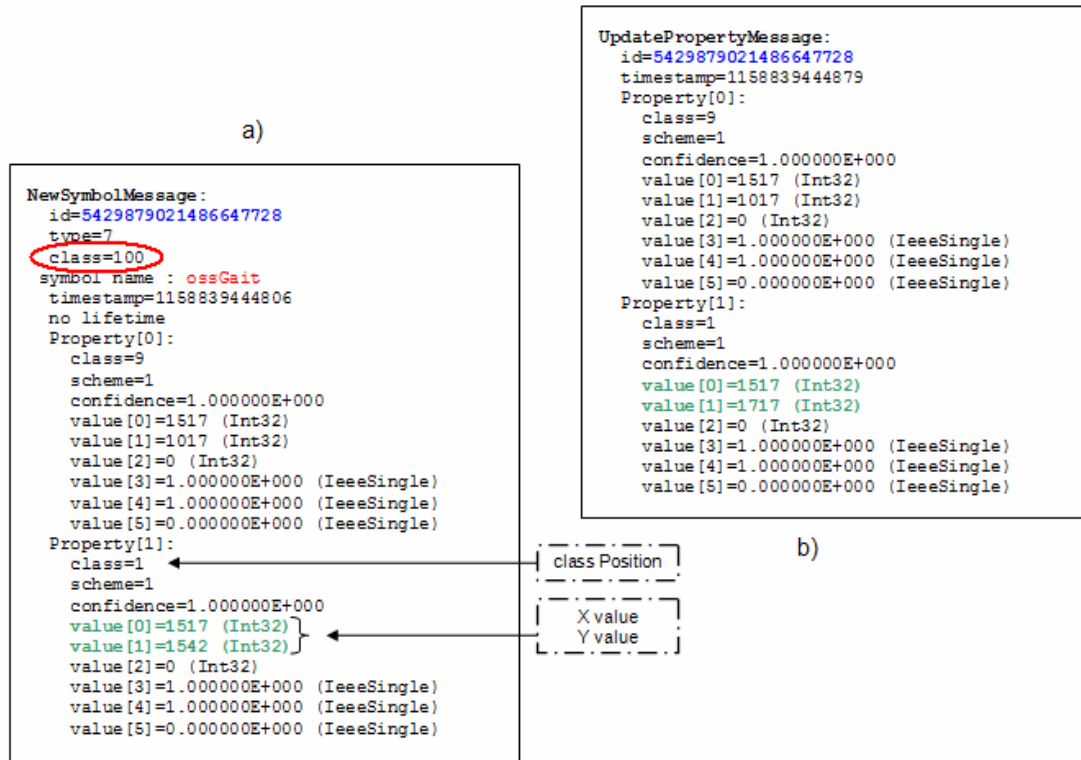 a)
NewSymbolMessage:
id=5429879021486647728
type=7
class=100
symbol name : ossGait
timestamp=1158839444806
no lifetime
Property[0]:
class=9
scheme=1
confidence=1.000000E+000
value[0]=1517 (Int32)
value[1]=1017 (Int32)
value[2]=0 (Int32)
value[3]=1.000000E+000 (IeeeSingle)
value[4]=1.000000E+000 (IeeeSingle)
value[5]=0.000000E+000 (IeeeSingle)
Property[1]:
class=1
scheme=1
confidence=1.000000E+000
value[0]=1517 (Int32)
value[1]=1542 (Int32)
value[2]=0 (Int32)
value[3]=1.000000E+000 (IeeeSingle)
value[4]=1.000000E+000 (IeeeSingle)
value[5]=0.000000E+000 (IeeeSingle)
class Position
X value
Y value
UpdatePropertyMessage:
id=5429879021486647728
timestamp=1158839444879
Property[0]:
class=9
scheme=1
confidence=1.000000E+000
value[0]=1517 (Int32)
value[1]=1017 (Int32)
value[2]=0 (Int32)
value[3]=1.000000E+000 (IeeeSingle)
value[4]=1.000000E+000 (IeeeSingle)
value[5]=0.000000E+000 (IeeeSingle)
Property[1]:
class=1
scheme=1
confidence=1.000000E+000
value[0]=1517 (Int32)
value[1]=1717 (Int32)
value[2]=0 (Int32)
value[3]=1.000000E+000 (IeeeSingle)
value[4]=1.000000E+000 (IeeeSingle)
value[5]=0.000000E+000 (IeeeSingle)
b)